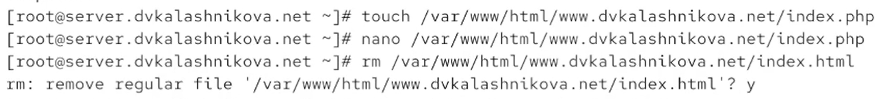 [root@server.dvkalashnikova.net ~]# touch /var/www/html/www.dvkalashnikova.net/index.php
[root@server.dvkalashnikova.net ~]# nano /var/www/html/www.dvkalashnikova.net/index.php
[root@server.dvkalashnikova.net ~]# rm /var/www/html/www.dvkalashnikova.net/index.html
rm: remove regular file '/var/www/html/www.dvkalashnikova.net/index.html'? y